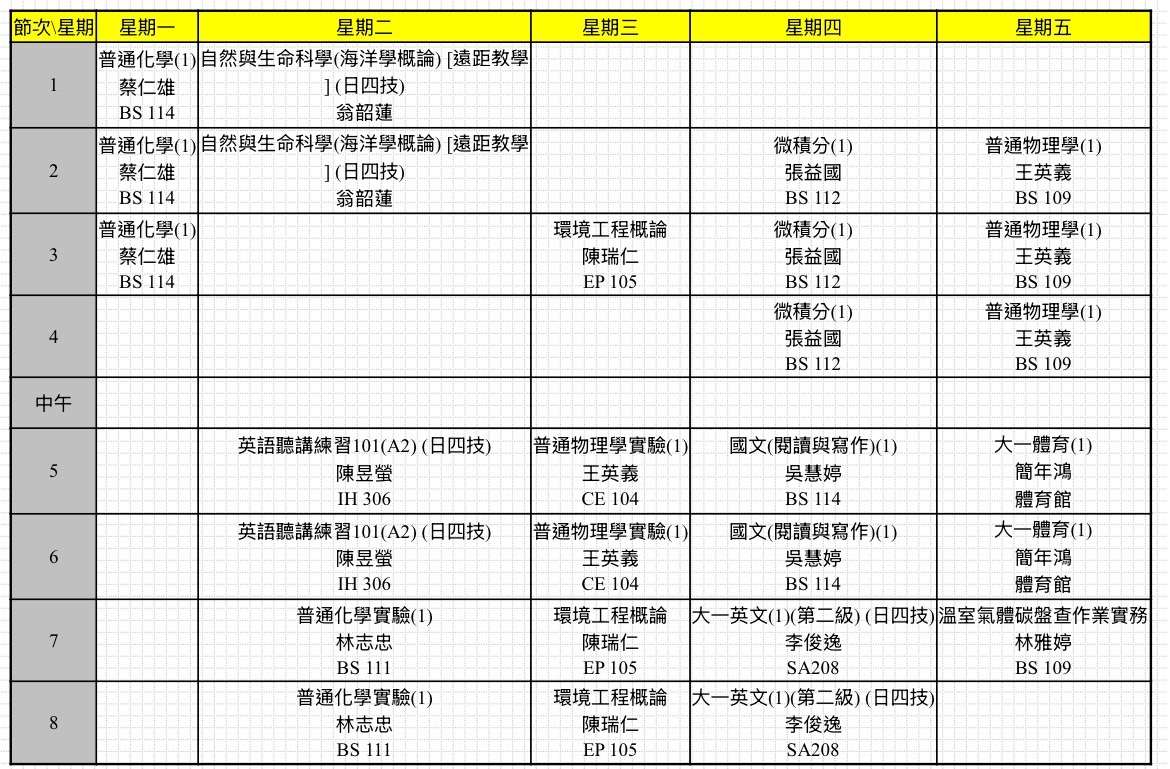 節次\星期 星期一 星期二 星期三 星期四 星期五
1
普通化學(1)
蔡仁雄
BS 114
自然與生命科學(海洋學概論) [遠距教學
] (日四技)
翁韶蓮
2
普通化學(1)
蔡仁雄
BS 114
自然與生命科學(海洋學概論) [遠距教學
] (日四技)
翁韶蓮
微積分(1)
張益國
BS 112
普通物理學(1)
王英義
BS 109
3
普通化學(1)
蔡仁雄
BS 114
環境工程概論
陳瑞仁
EP 105
微積分(1)
張益國
BS 112
普通物理學(1)
王英義
BS 109
4
微積分(1)
張益國
BS 112
普通物理學(1)
王英義
BS 109
中午
5
英語聽講練習101(A2) (日四技)
陳昱螢
IH 306
普通物理學實驗(1)
王英義
CE 104
國文(閱讀與寫作)(1)
吳慧婷
BS 114
大一體育(1)
簡年鴻
體育館
6
英語聽講練習101(A2) (日四技)
陳昱螢
IH 306
普通物理學實驗(1)
王英義
CE 104
國文(閱讀與寫作)(1)
吳慧婷
BS 114
大一體育(1)
簡年鴻
體育館
7
普通化學實驗(1)
林志忠
BS 111
環境工程概論
陳瑞仁
EP 105
大一英文(1)(第二級) (日四技)
李俊逸
SA208
溫室氣體碳盤查作業實務
林雅婷
BS 109
8
普通化學實驗(1)
林志忠
BS 111
環境工程概論
陳瑞仁
EP 105
大一英文(1)(第二級) (日四技)
李俊逸
SA208